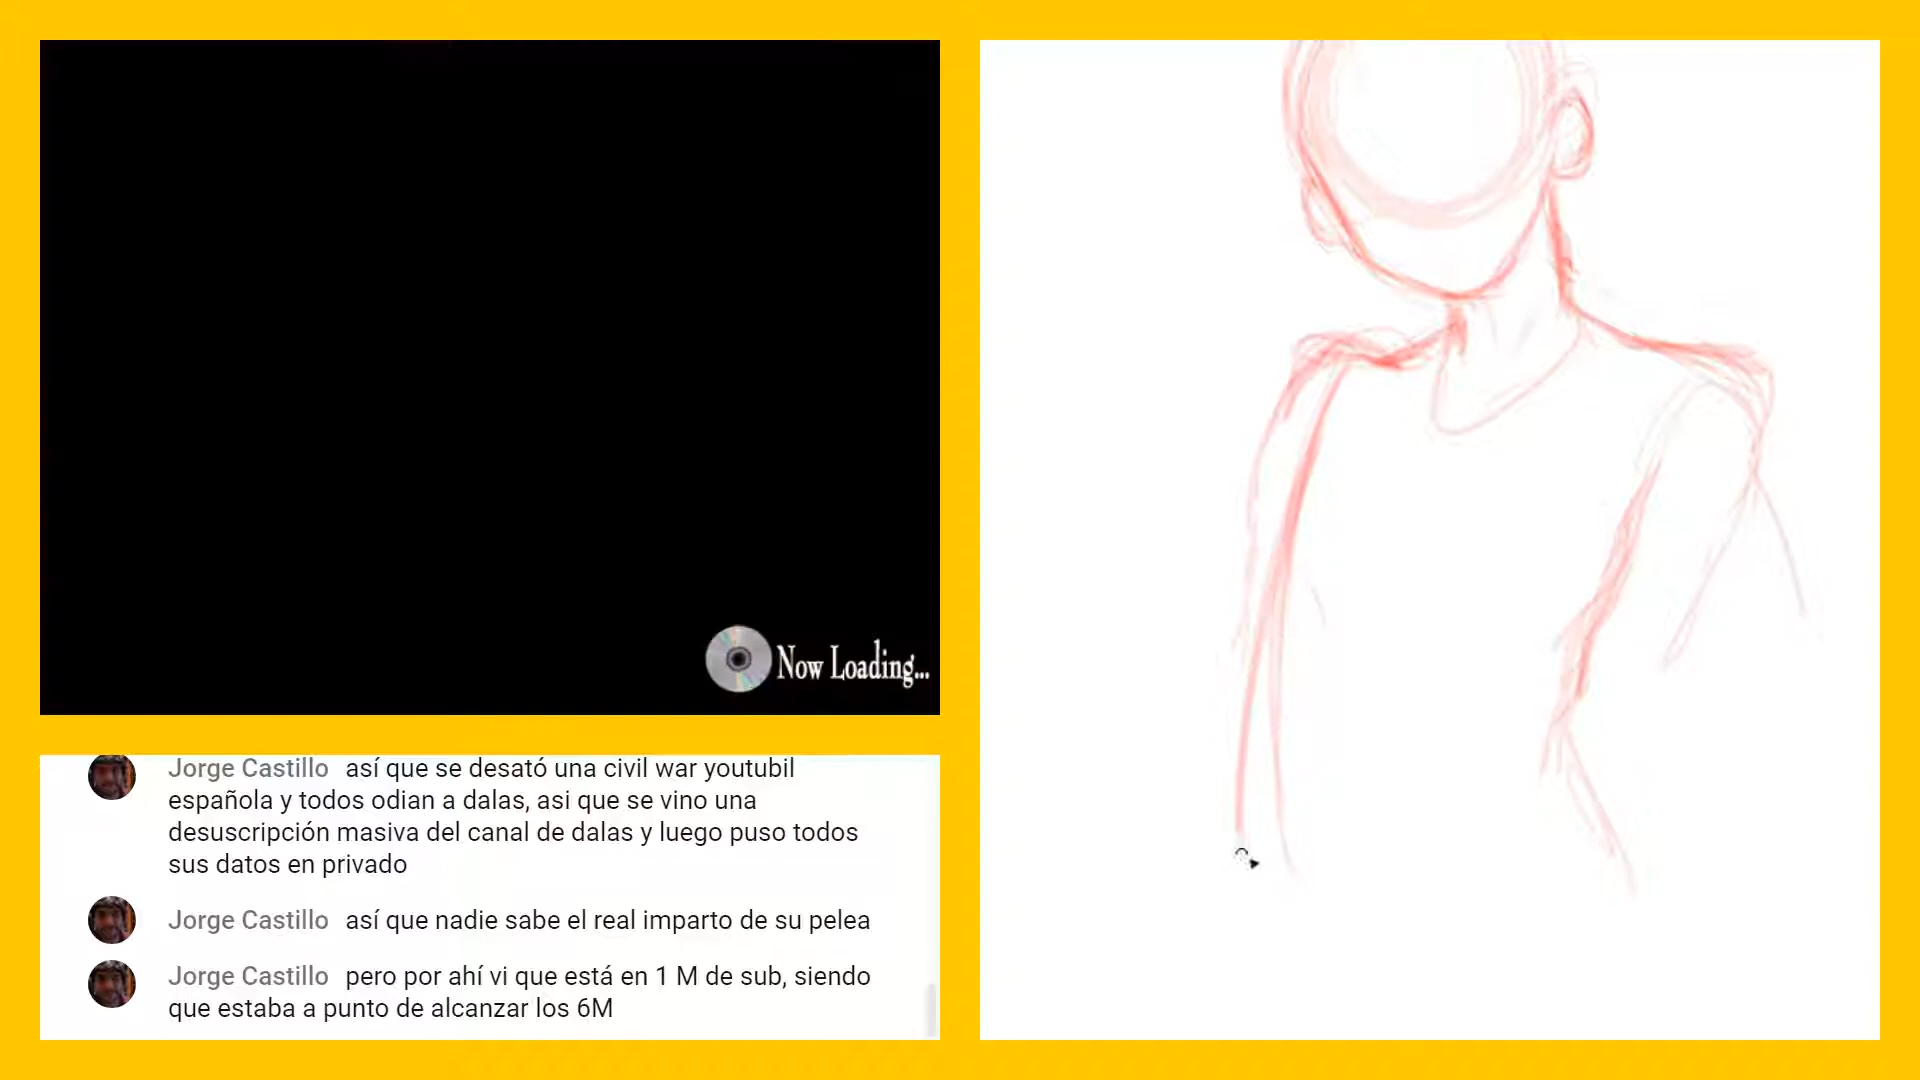 Now Loading...
Jorge Castillo así que se desató una civil war youtubil
española y todos odian a dalas, asi que se vino una
desuscripción masiva del canal de dalas y luego puso todos
sus datos en privado
Jorge Castillo así que nadie sabe el real imparto de su pelea
Jorge Castillo pero por ahí vi que está en 1 M de sub, siendo
que estaba a punto de alcanzar los 6M